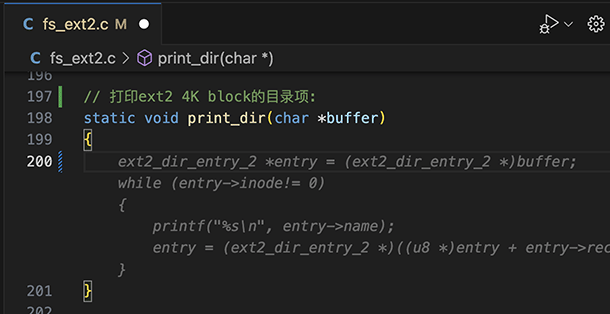 fs_ext2.c M
fs_ext2.c > print_dir(char *)
196
197 // 打印ext2 4K block的目录项:
198 static void print_dir(char *buffer)
199 {
200 ext2_dir_entry_2 *entry = (ext2_dir_entry_2 *)buffer;
while (entry->inode!= 0)
{
printf("%s\n", entry->name);
entry = (ext2_dir_entry_2 *)((u8 *)entry + entry->rec
}
201 }
202